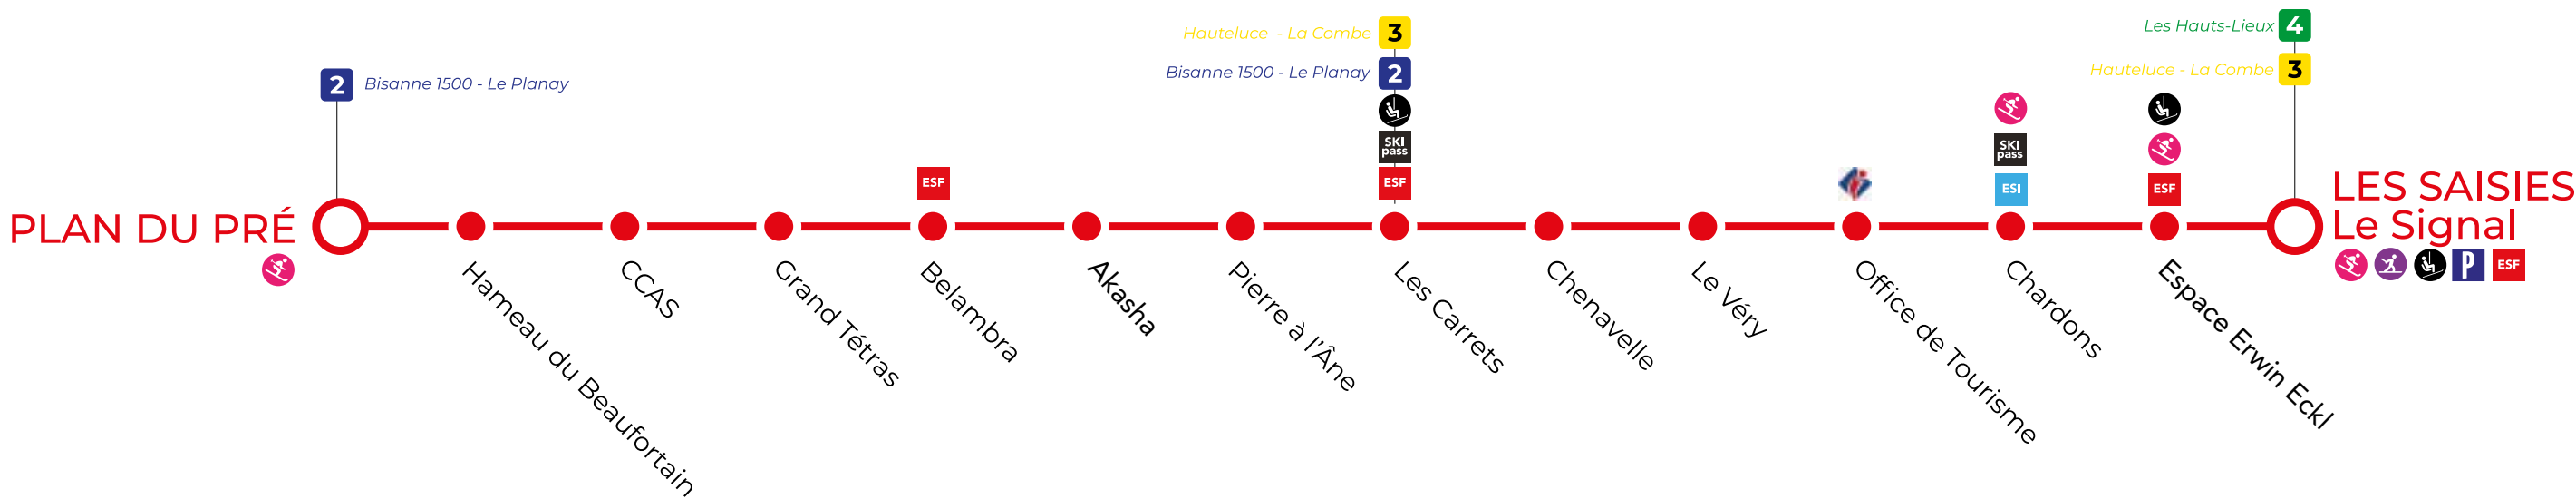 PLAN DU PRÉ
2 Bisanne 1500 - Le Planay
Hameau du Beaufortain
CCAS
Grand Tétras
ESF
Belambra
Akasha
Pierre à l'Âne
Hauteluce - La Combe 3
Bisanne 1500 - Le Planay 2
SKI
pass
ESF
Les Carrets
Chenavelle
Le Véry
Office de Tourisme
SKI
pass
ESI
Chardons
ESF
Espace Erwin Eckl
Les Hauts-Lieux 4
Hauteluce - La Combe 3
LES SAISIES
Le Signal
P ESF